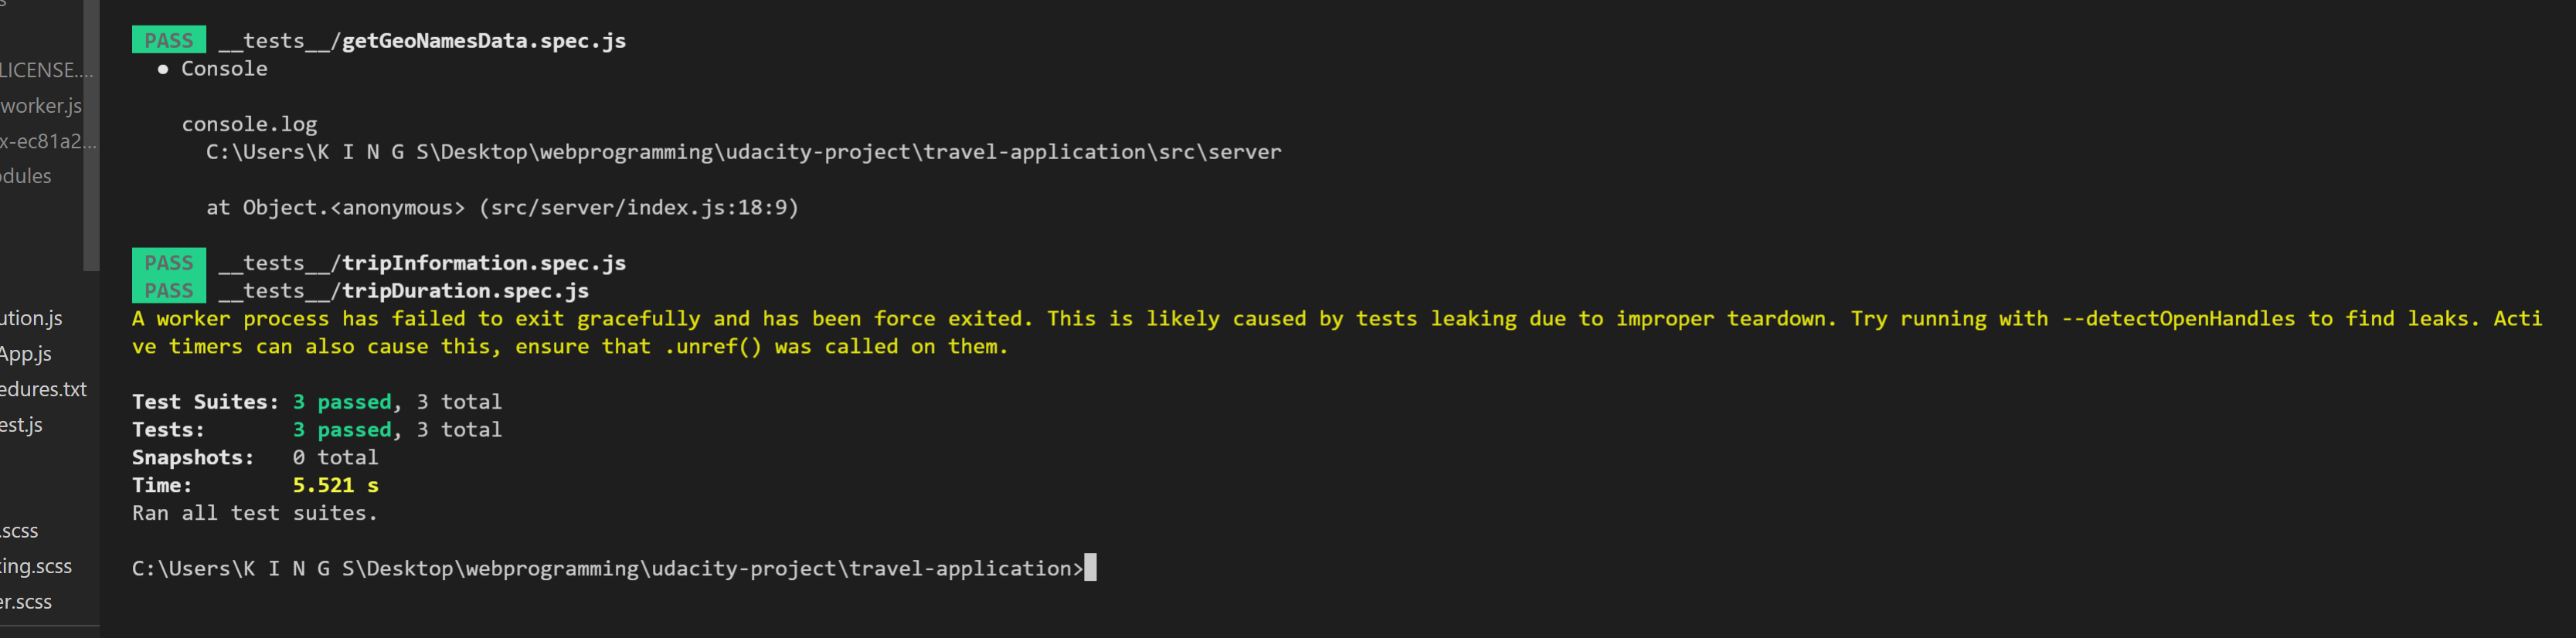 PASS __tests__/getGeoNamesData.spec.js
● Console
console.log
C:\Users\K I N G S\Desktop\webprogramming\udacity-project\travel-application\src\server
at Object.<anonymous> (src/server/index.js:18:9)
PASS __tests__/tripInformation.spec.js
PASS __tests__/tripDuration.spec.js
A worker process has failed to exit gracefully and has been force exited. This is likely caused by tests leaking due to improper teardown. Try running with --detectOpenHandles to find leaks. Acti
ve timers can also cause this, ensure that .unref() was called on them.
Test Suites: 3 passed, 3 total
Tests: 3 passed, 3 total
Snapshots: 0 total
Time: 5.521 s
Ran all test suites.
C:\Users\K I N G S\Desktop\webprogramming\udacity-project\travel-application>
LICENSE....
worker.js
x-ec81a2...
dules
ution.js
App.js
edures.txt
est.js
.scss
ing.scss
er.scss